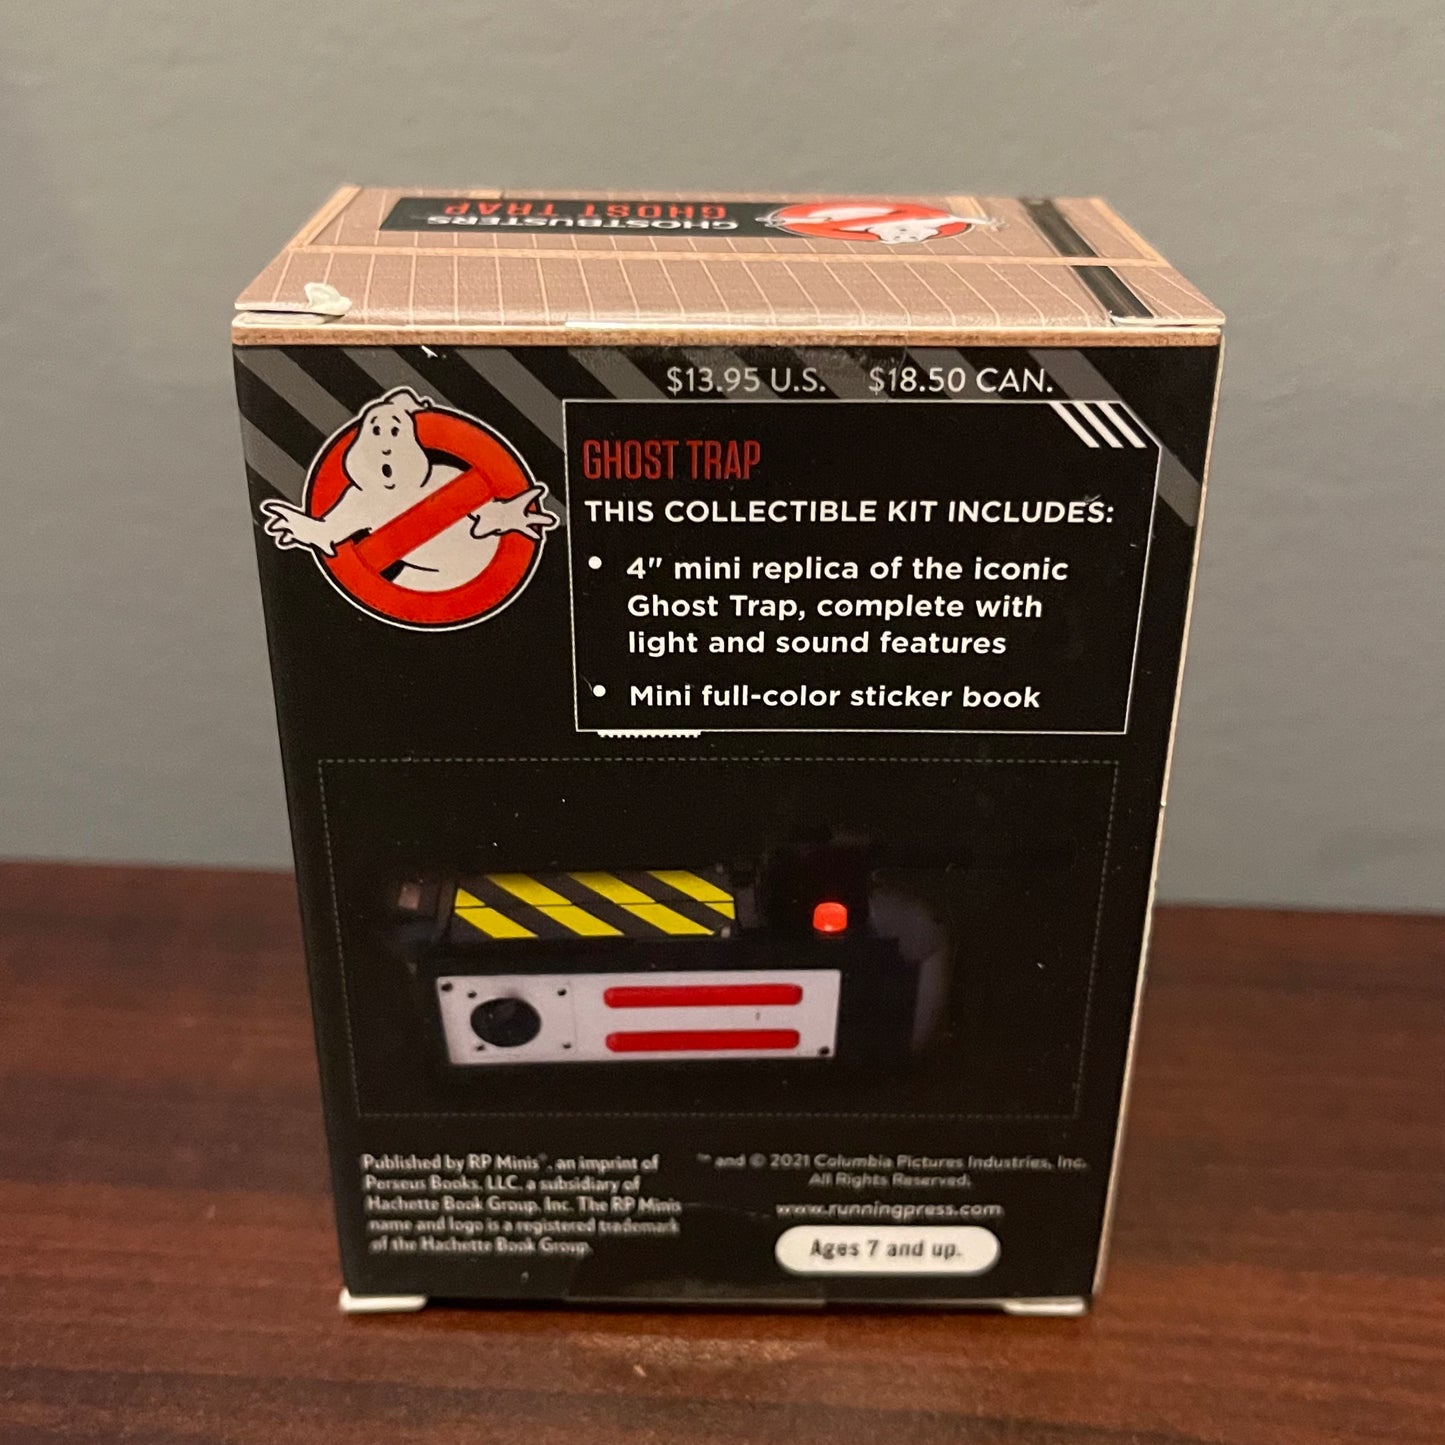 GHOSTBUSTERS
GHOST TRAP
$13.95 U.S. $18.50 CAN.
GHOST TRAP
THIS COLLECTIBLE KIT INCLUDES:
• 4" mini replica of the iconic
Ghost Trap, complete with
light and sound features
• Mini full-color sticker book
Published by RP Minis®, an imprint of
Perseus Books, LLC, a subsidiary of
Hachette Book Group, Inc. The RP Minis
name and logo is a registered trademark
of the Hachette Book Group.
™ and © 2021 Columbia Pictures Industries, Inc.
All Rights Reserved.
www.runningpress.com
Ages 7 and up.